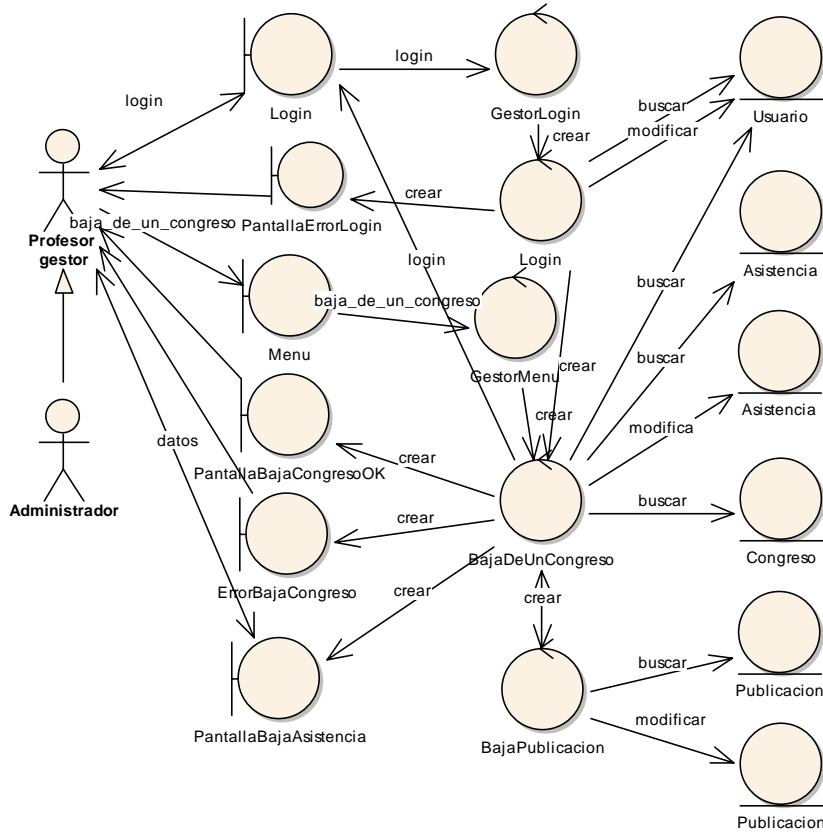 login
login
Login
GestorLogin
buscar
modificar
Usuario
crear
Profesor
gestor
baja_de_un_congreso
PantallaErrorLogin
crear
Login
login
buscar
Asistencia
Menu
baja_de_un_congreso
GestorMenu
crear
buscar
crear
modifica
Asistencia
Administrador
datos
PantallaBajaCongresoOK
crear
BajaDeUnCongreso
buscar
Congreso
ErrorBajaCongreso
crear
crear
crear
PantallaBajaAsistencia
BajaPublicacion
buscar
Publicacion
modificar
Publicacion